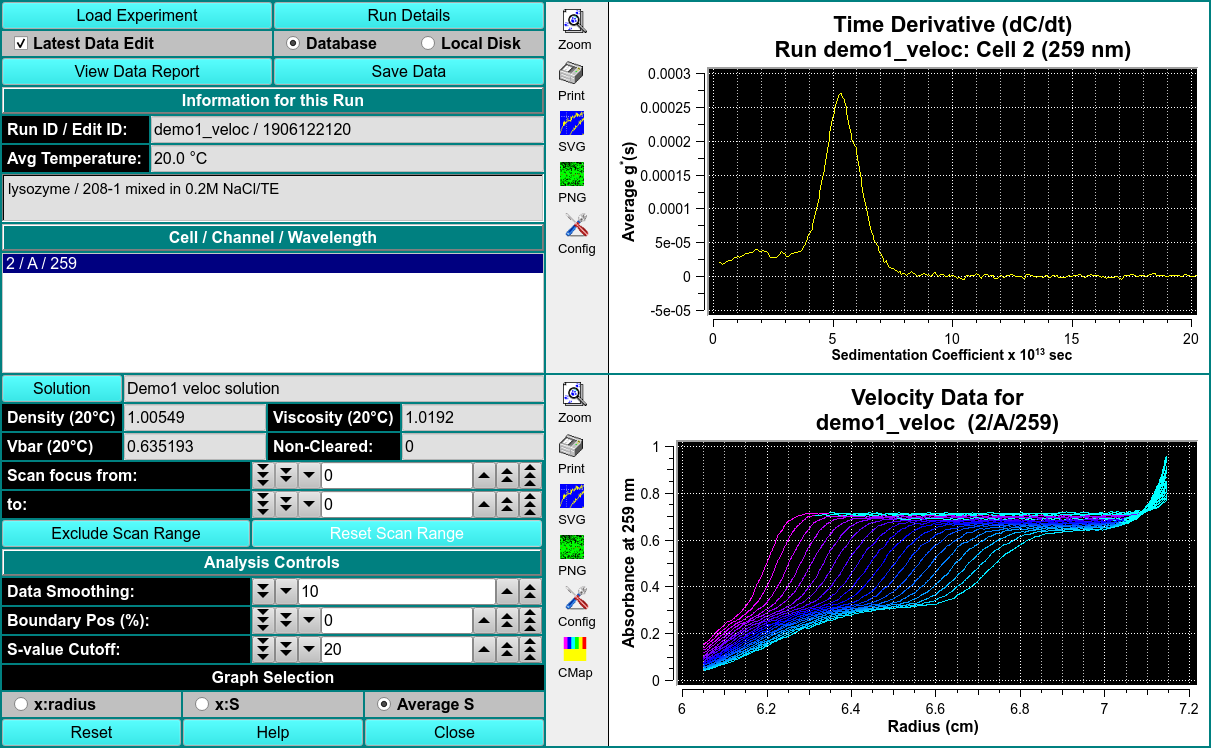 Load Experiment
Run Details
Latest Data Edit
Database
Local Disk
View Data Report
Save Data
Information for this Run
Run ID / Edit ID:
demo1_veloc / 1906122120
Avg Temperature:
20.0 °C
lysozyme / 208-1 mixed in 0.2M NaCl/TE
Cell / Channel / Wavelength
2 / A / 259
Solution
Demo1 veloc solution
Density (20°C)
1.00549
Viscosity (20°C)
1.0192
Vbar (20°C)
0.635193
Non-Cleared:
0
Scan focus from:
0
to:
0
Exclude Scan Range
Reset Scan Range
Analysis Controls
Data Smoothing:
10
Boundary Pos (%):
0
S-value Cutoff:
20
Graph Selection
x:radius
x:S
Average S
Reset
Help
Close
Zoom
Print
SVG
PNG
Config
Time Derivative (dC/dt)
Run demo1_veloc: Cell 2 (259 nm)
Average g*(s)
0.0003
0.00025
0.0002
0.00015
0.0001
5e-05
0
-5e-05
0
5
10
15
20
Sedimentation Coefficient x 10¹³ sec
Zoom
Print
SVG
PNG
Config
CMap
Velocity Data for
demo1_veloc (2/A/259)
Absorbance at 259 nm
1
0.8
0.6
0.4
0.2
0
6
6.2
6.4
6.6
6.8
7
7.2
Radius (cm)